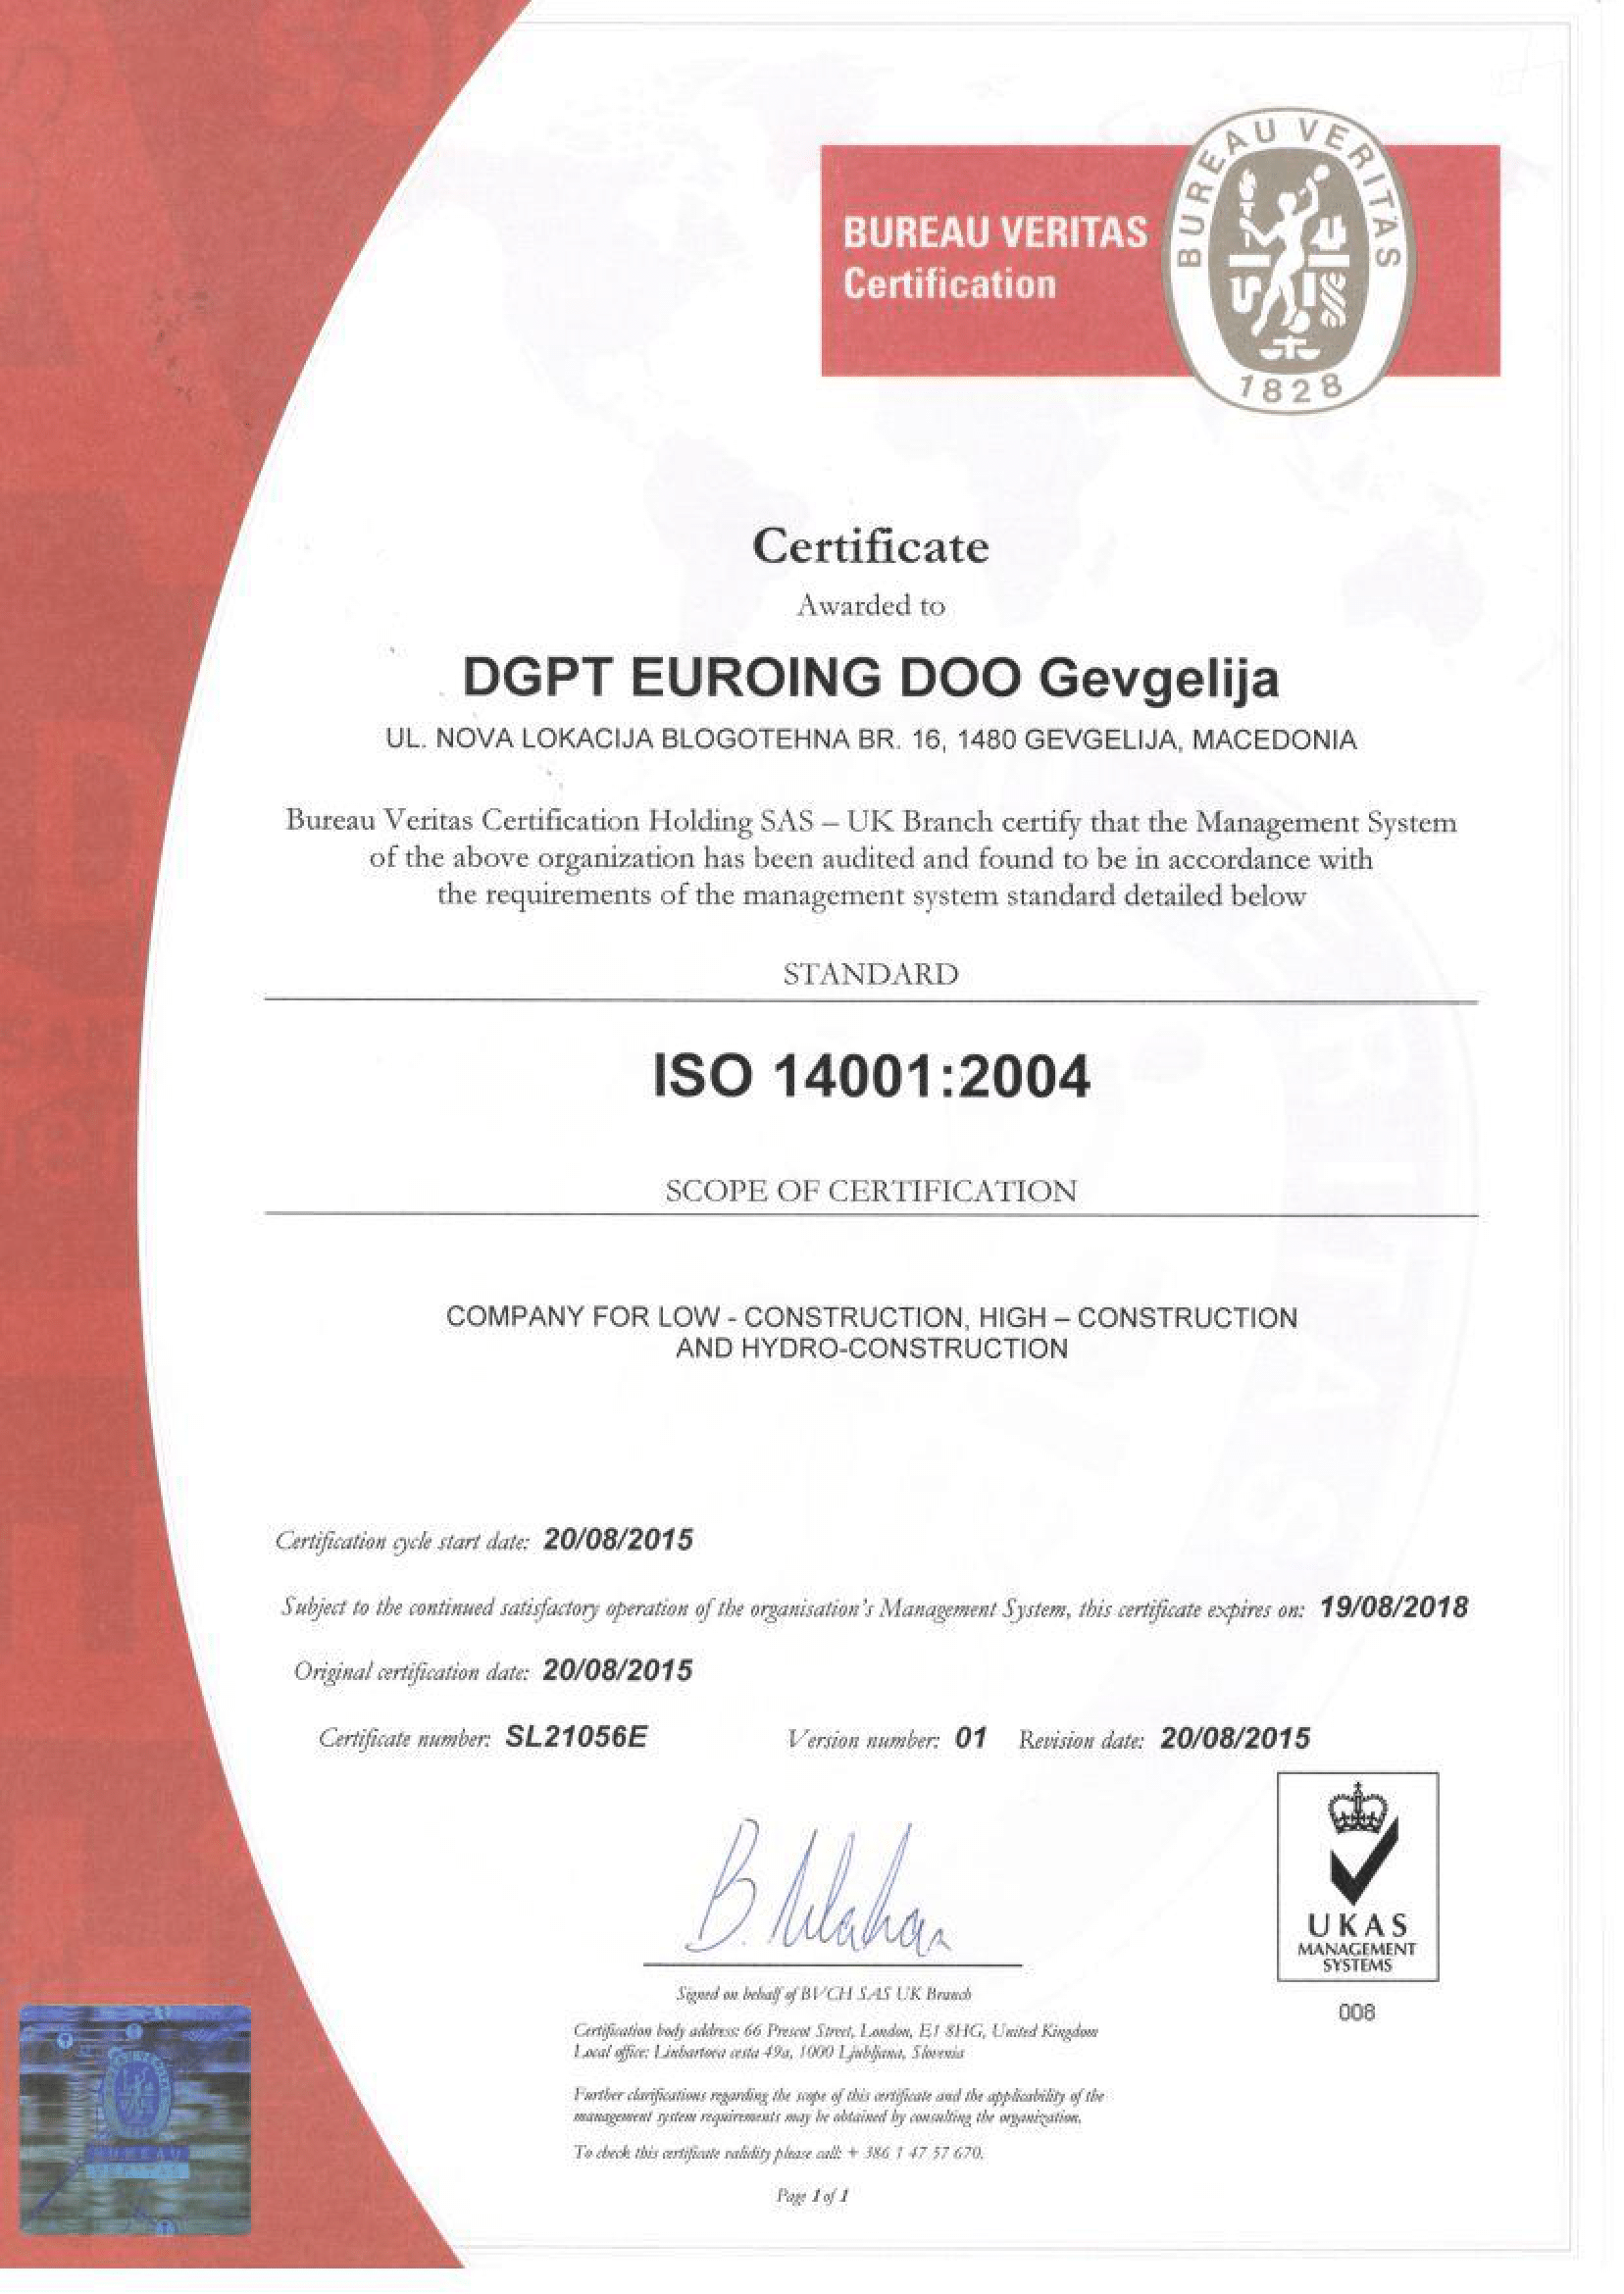 BUREAU VERITAS
Certification
BUREAU VERITAS
1828
Certificate
Awarded to
DGPT EUROING DOO Gevgelija
UL. NOVA LOKACIJA BLOGOTEHNA BR. 16, 1480 GEVGELIJA, MACEDONIA
Bureau Veritas Certification Holding SAS – UK Branch certify that the Management System
of the above organization has been audited and found to be in accordance with
the requirements of the management system standard detailed below
STANDARD
ISO 14001:2004
SCOPE OF CERTIFICATION
COMPANY FOR LOW - CONSTRUCTION, HIGH – CONSTRUCTION
AND HYDRO-CONSTRUCTION
Certification cycle start date: 20/08/2015
Subject to the continued satisfactory operation of the organisation's Management System, this certificate expires on: 19/08/2018
Original certification date: 20/08/2015
Certificate number: SL21056E Version number: 01 Revision date: 20/08/2015
UKAS
MANAGEMENT
SYSTEMS
008
Signed on behalf of BVCH SAS UK Branch
Certification body address: 66 Prescot Street, London, E1 8HG, United Kingdom
Local office: Linhartova cesta 49a, 1000 Ljubljana, Slovenia
Further clarifications regarding the scope of this certificate and the applicability of the
management system requirements may be obtained by consulting the organization.
To check this certificate validity please call: + 386 1 47 57 670.
Page 1 of 1
BUREAU
VERITAS